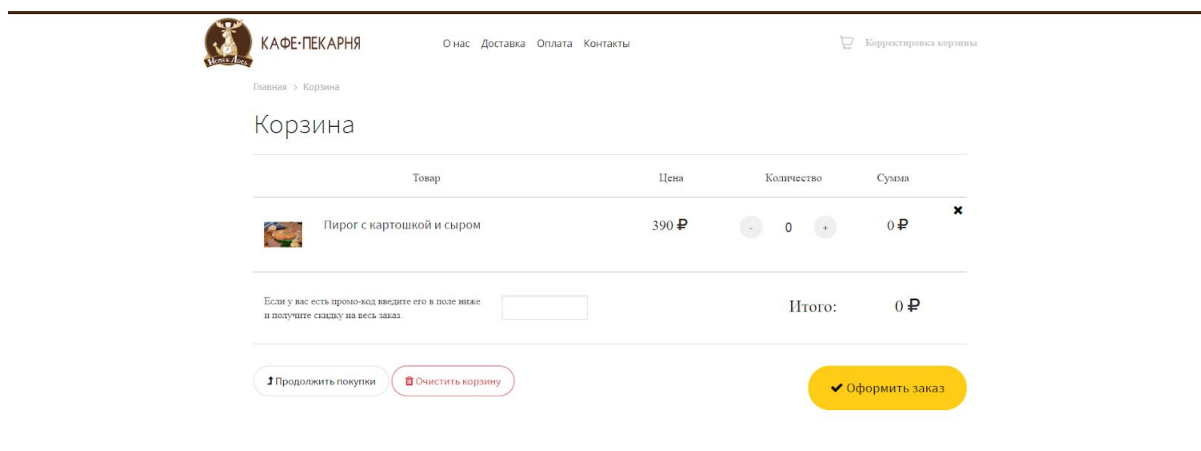 КАФЕ•ПЕКАРНЯ
О нас Доставка Оплата Контакты
Корректировка корзины
Испек Лось
Главная > Корзина
Корзина
Товар Цена Количество Сумма
Пирог с картошкой и сыром 390 ₽ - 0 + 0 ₽
Если у вас есть промо-код введите его в поле ниже
и получите скидку на весь заказ.
Итого: 0 ₽
Продолжить покупки
Очистить корзину
Оформить заказ